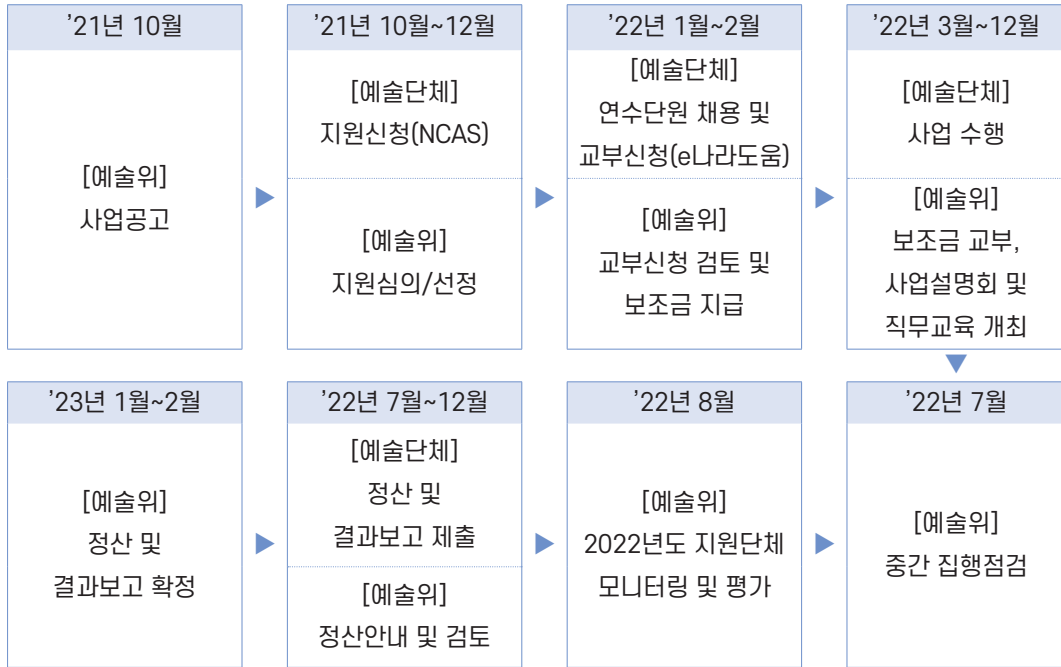 ’21년 10월
[예술위]
사업공고
’21년 10월~12월
[예술단체]
지원신청(NCAS)
[예술위]
지원심의/선정
’22년 1월~2월
[예술단체]
연수단원 채용 및
교부신청(e나라도움)
[예술위]
교부신청 검토 및
보조금 지급
’22년 3월~12월
[예술단체]
사업 수행
[예술위]
보조금 교부,
사업설명회 및
직무교육 개최
’23년 1월~2월
[예술위]
정산 및
결과보고 확정
’22년 7월~12월
[예술단체]
정산 및
결과보고 제출
[예술위]
정산안내 및 검토
’22년 8월
[예술위]
2022년도 지원단체
모니터링 및 평가
’22년 7월
[예술위]
중간 집행점검